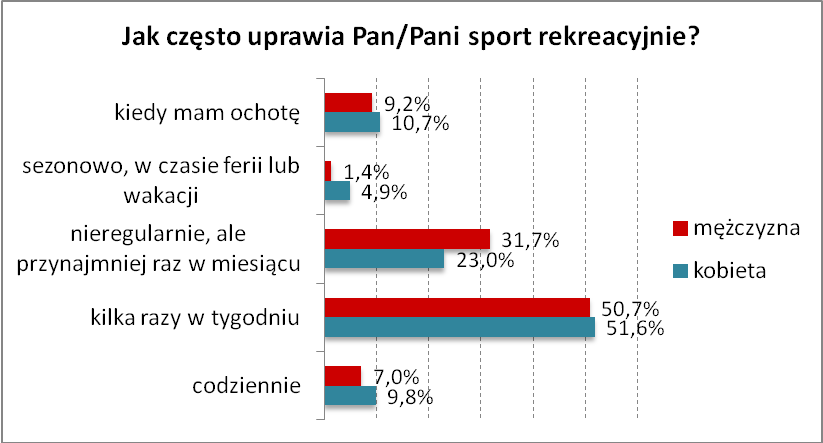 Jak często uprawia Pan/Pani sport rekreacyjnie?
kiedy mam ochotę
9,2%
10,7%
sezonowo, w czasie ferii lub
wakacji
1,4%
4,9%
nieregularnie, ale
przynajmniej raz w miesiącu
31,7%
23,0%
kilka razy w tygodniu
50,7%
51,6%
codziennie
7,0%
9,8%
mężczyzna
kobieta